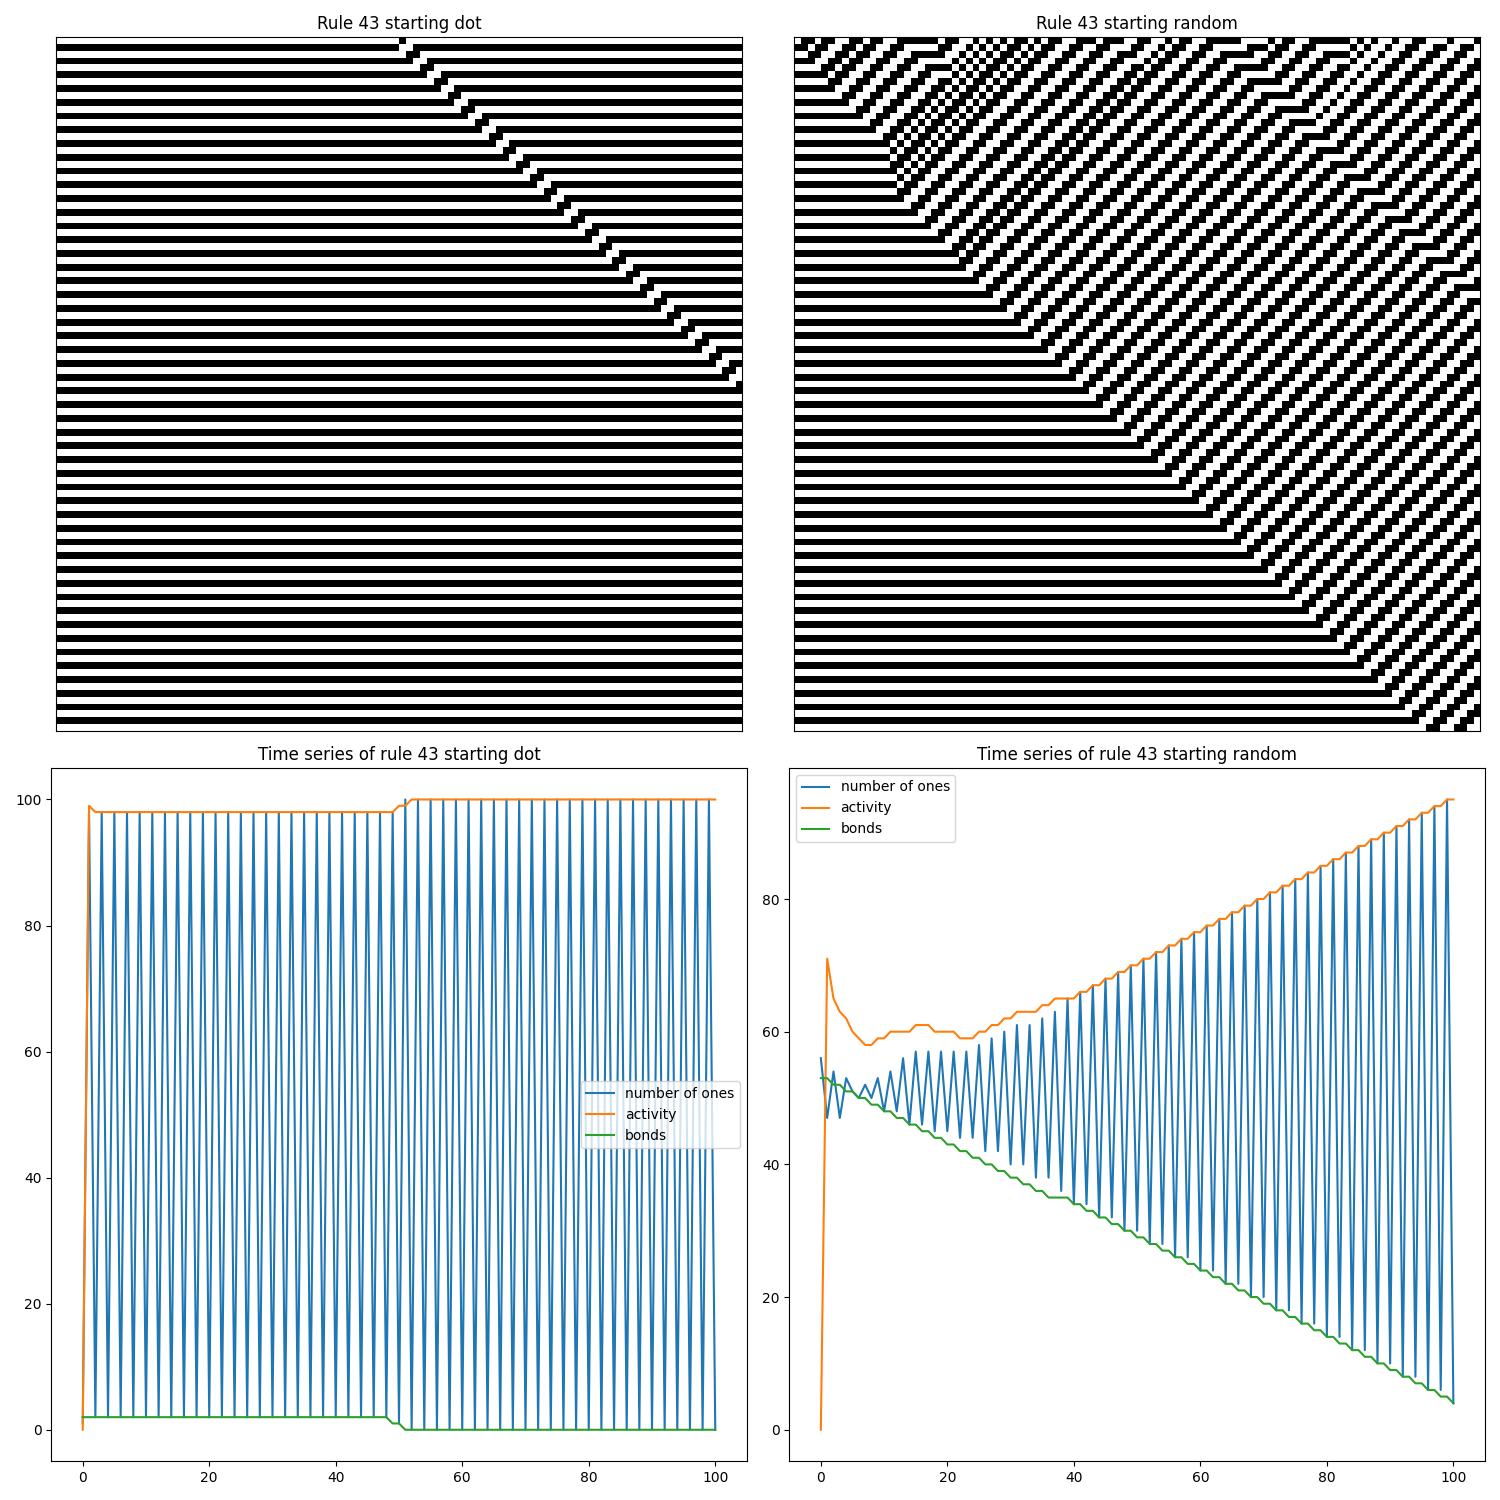 Rule 43 starting dot
Rule 43 starting random
Time series of rule 43 starting dot
100
80
60
40
20
0
number of ones
activity
bonds
0 20 40 60 80 100
Time series of rule 43 starting random
number of ones
activity
bonds
80
60
40
20
0
0 20 40 60 80 100